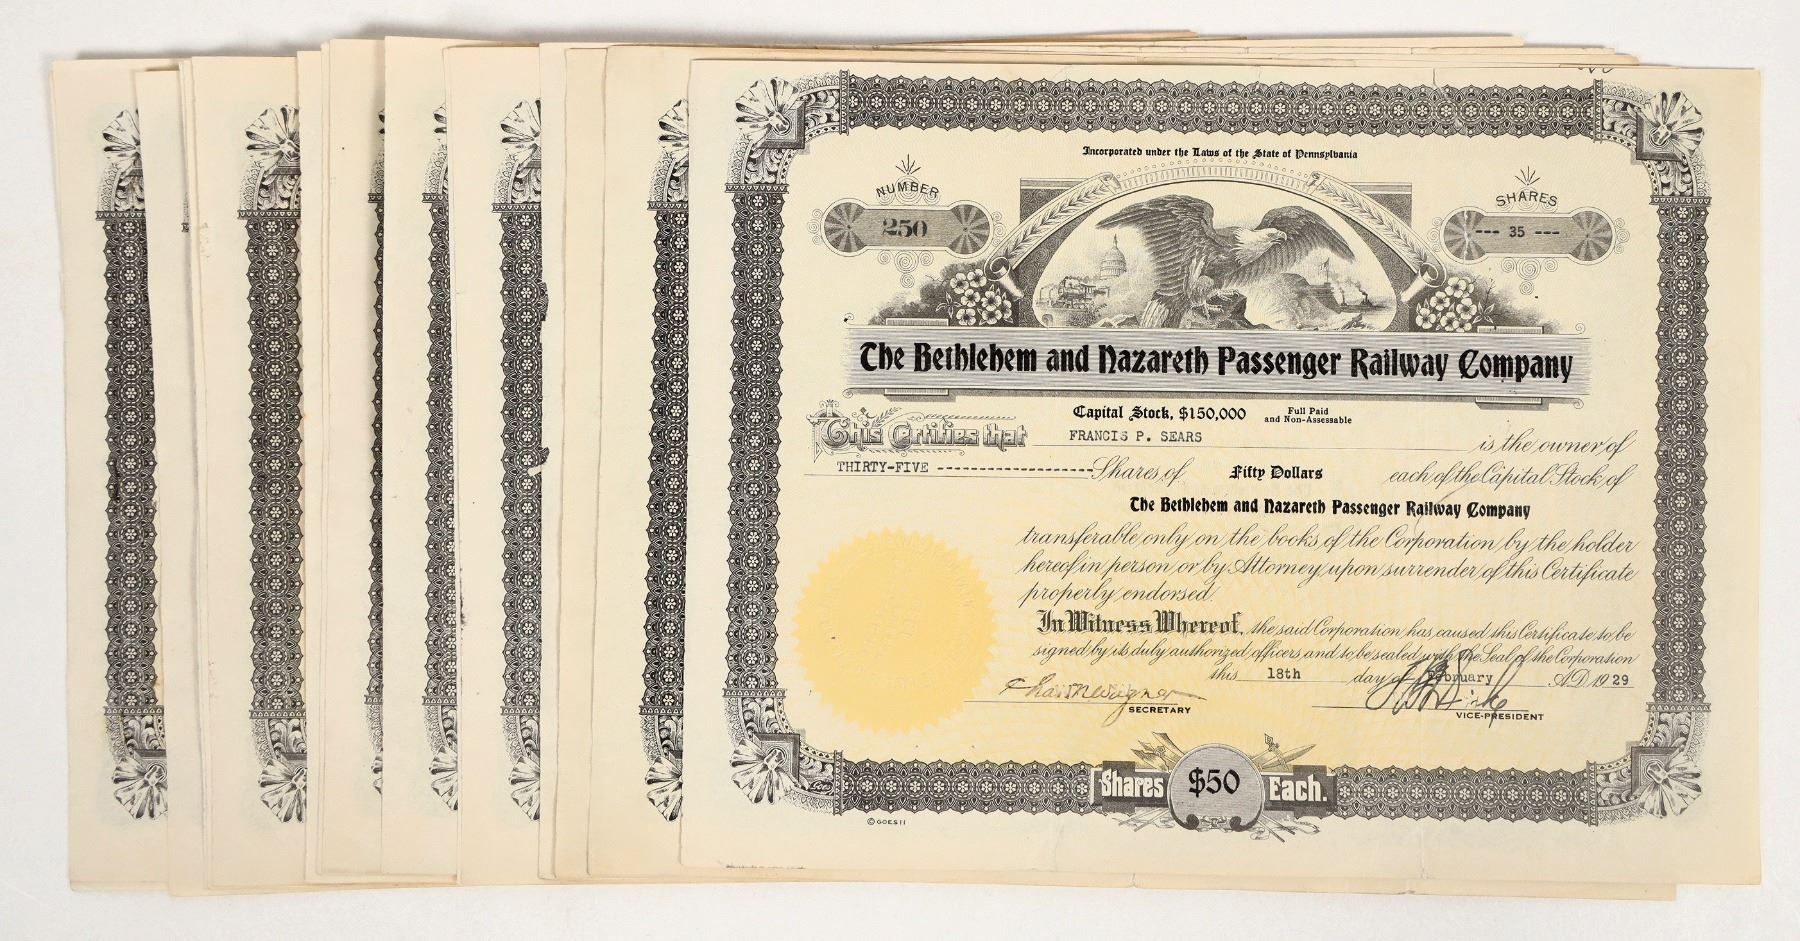 Incorporated under the Laws of the State of Pennsylvania
NUMBER
250
SHARES
--- 35 ---
The Bethlehem and Nazareth Passenger Railway Company
Capital Stock, $150,000 Full Paid and Non-Assessable
This Certifies that FRANCIS P. SEARS is the owner of
THIRTY-FIVE -------------------- Shares of Fifty Dollars each of the Capital Stock of
The Bethlehem and Nazareth Passenger Railway Company
transferable only on the books of the Corporation by the holder
hereof in person or by Attorney upon surrender of this Certificate
properly endorsed.
In Witness Whereof, the said Corporation has caused this Certificate to be
signed by its duly authorized officers and to be sealed with the Seal of the Corporation
this 18th day of February A.D. 1929
SECRETARY
VICE-PRESIDENT
Shares $50 Each.
Goes
© GOES 11